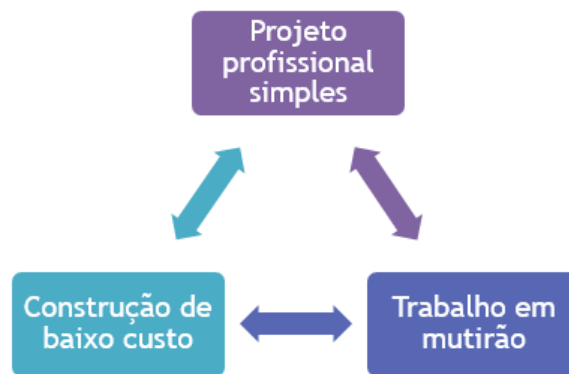 Projeto
profissional
simples
Construção de
baixo custo
Trabalho em
mutirão